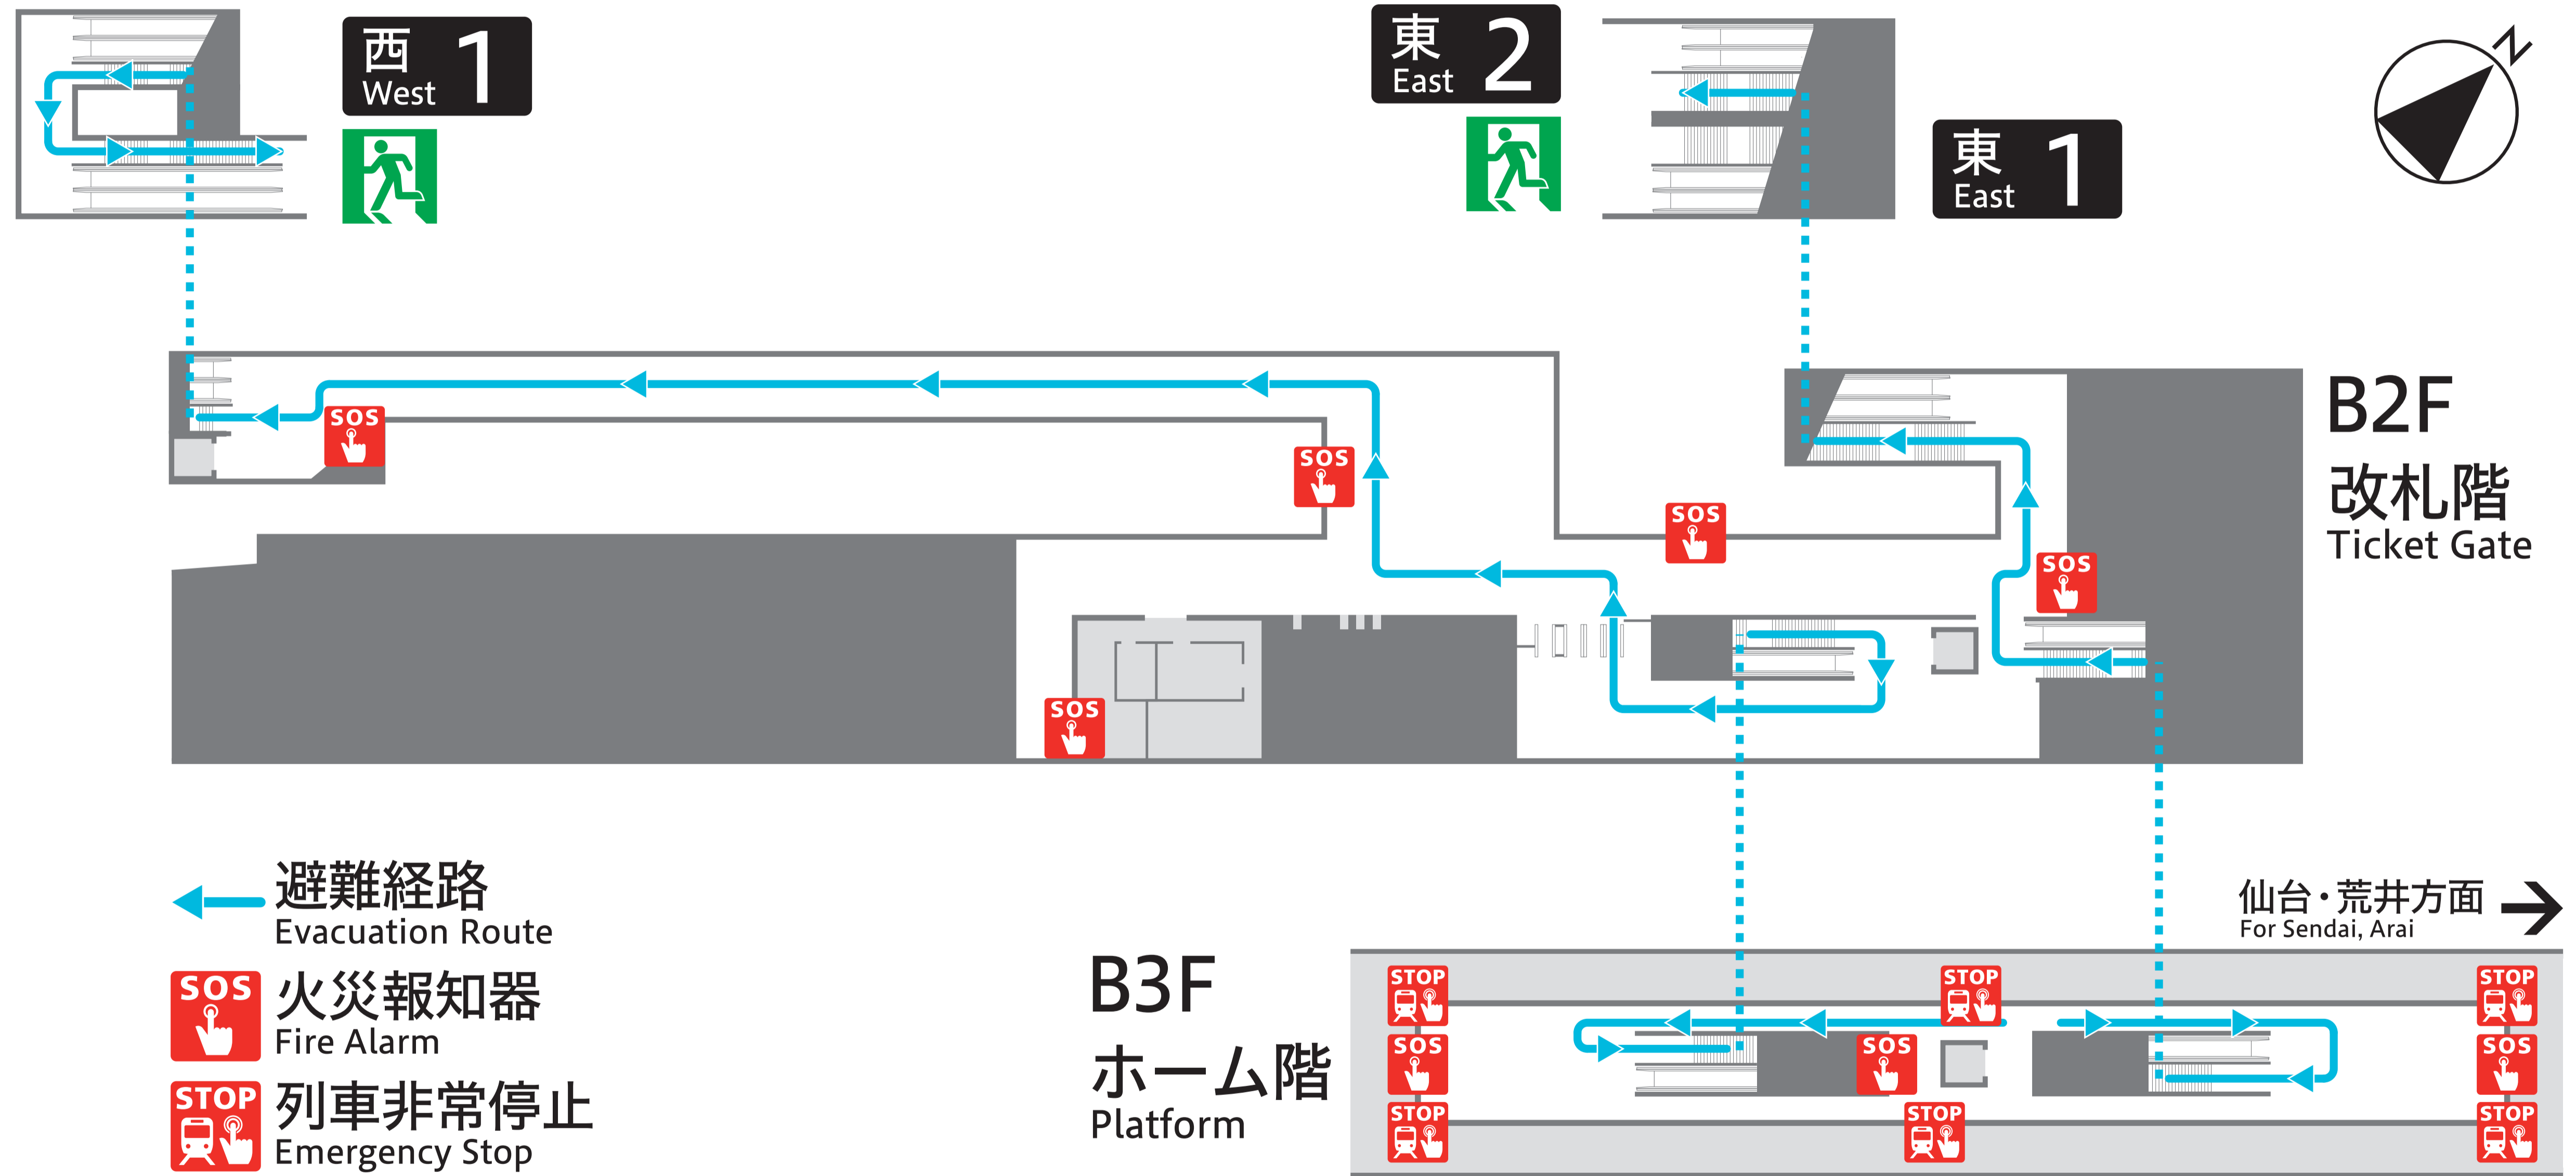 西 1
West
東 2
East
東 1
East
N
SOS
SOS
SOS
SOS
SOS
B2F
改札階
Ticket Gate
避難経路
Evacuation Route
SOS
火災報知器
Fire Alarm
STOP
列車非常停止
Emergency Stop
仙台・荒井方面
For Sendai, Arai
B3F
ホーム階
Platform
STOP
STOP
STOP
SOS
SOS
SOS
STOP
STOP
STOP